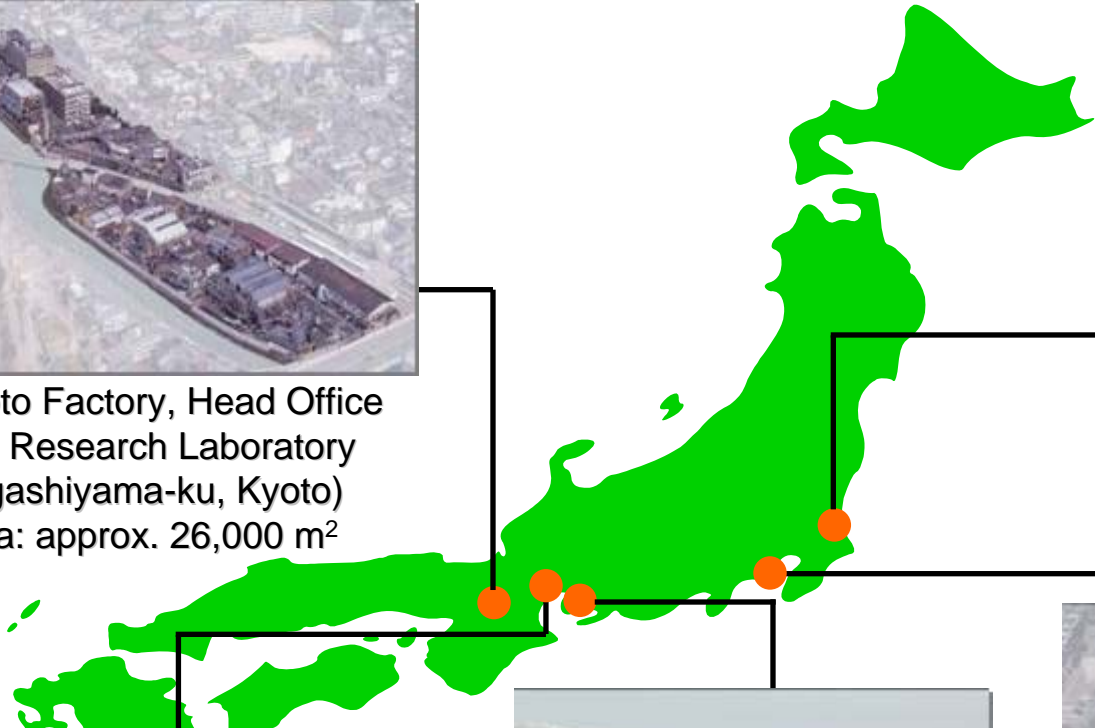 to Factory, Head Office
Research Laboratory
gashiyama-ku, Kyoto)
a: approx. 26,000 m²